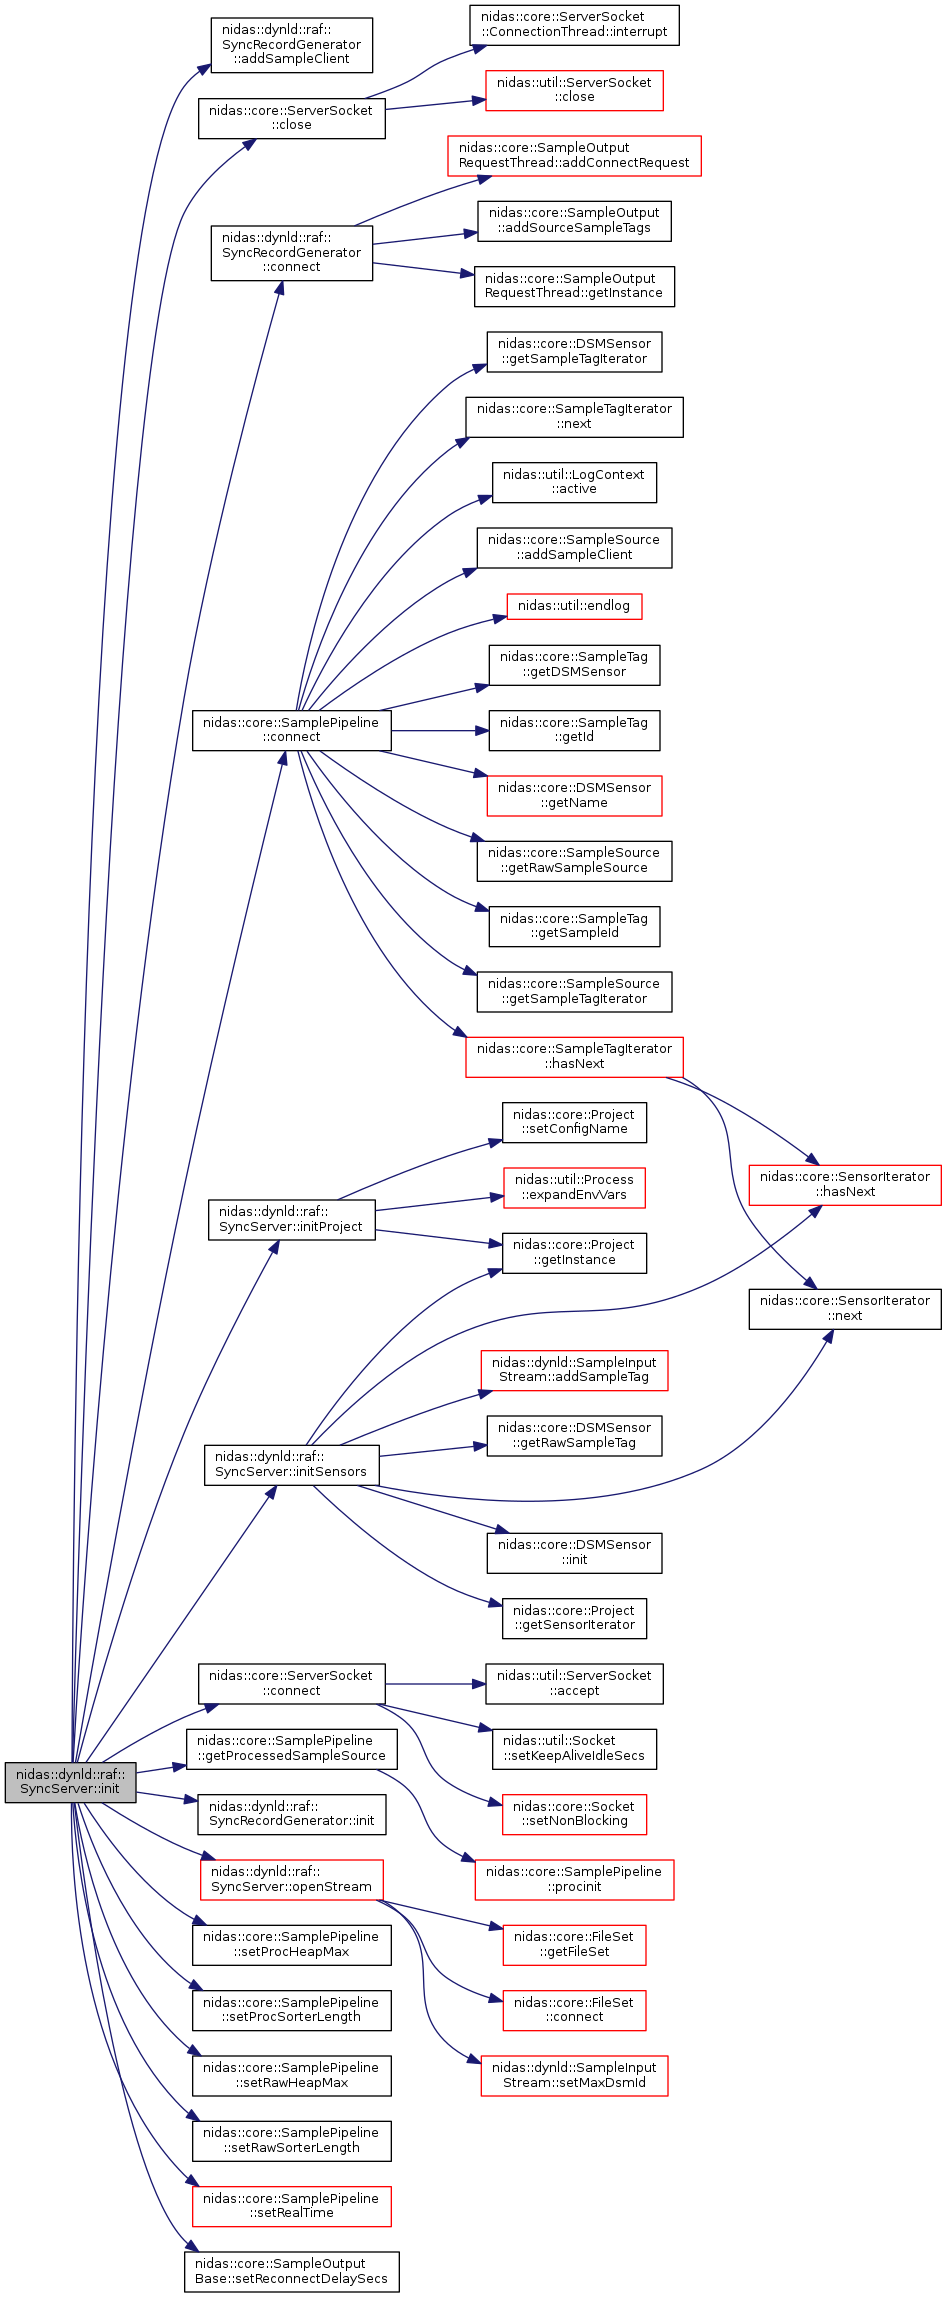 nidas::dynld::raf::
SyncServer::init
nidas::dynld::raf::
SyncRecordGenerator
::addSampleClient
nidas::core::ServerSocket
::close
nidas::dynld::raf::
SyncRecordGenerator
::connect
nidas::core::SamplePipeline
::connect
nidas::dynld::raf::
SyncServer::initProject
nidas::dynld::raf::
SyncServer::initSensors
nidas::core::ServerSocket
::connect
nidas::core::SamplePipeline
::getProcessedSampleSource
nidas::dynld::raf::
SyncRecordGenerator::init
nidas::dynld::raf::
SyncServer::openStream
nidas::core::SamplePipeline
::setProcHeapMax
nidas::core::SamplePipeline
::setProcSorterLength
nidas::core::SamplePipeline
::setRawHeapMax
nidas::core::SamplePipeline
::setRawSorterLength
nidas::core::SamplePipeline
::setRealTime
nidas::core::SampleOutput
Base::setReconnectDelaySecs
nidas::core::ServerSocket
::ConnectionThread::interrupt
nidas::util::ServerSocket
::close
nidas::core::SampleOutput
RequestThread::addConnectRequest
nidas::core::SampleOutput
::addSourceSampleTags
nidas::core::SampleOutput
RequestThread::getInstance
nidas::core::DSMSensor
::getSampleTagIterator
nidas::core::SampleTagIterator
::next
nidas::util::LogContext
::active
nidas::core::SampleSource
::addSampleClient
nidas::util::endlog
nidas::core::SampleTag
::getDSMSensor
nidas::core::SampleTag
::getId
nidas::core::DSMSensor
::getName
nidas::core::SampleSource
::getRawSampleSource
nidas::core::SampleTag
::getSampleId
nidas::core::SampleSource
::getSampleTagIterator
nidas::core::SampleTagIterator
::hasNext
nidas::core::Project
::setConfigName
nidas::util::Process
::expandEnvVars
nidas::core::Project
::getInstance
nidas::dynld::SampleInput
Stream::addSampleTag
nidas::core::DSMSensor
::getRawSampleTag
nidas::core::DSMSensor
::init
nidas::core::Project
::getSensorIterator
nidas::util::ServerSocket
::accept
nidas::util::Socket
::setKeepAliveIdleSecs
nidas::core::Socket
::setNonBlocking
nidas::core::SamplePipeline
::procinit
nidas::core::FileSet
::getFileSet
nidas::core::FileSet
::connect
nidas::dynld::SampleInput
Stream::setMaxDsmId
nidas::core::SensorIterator
::hasNext
nidas::core::SensorIterator
::next